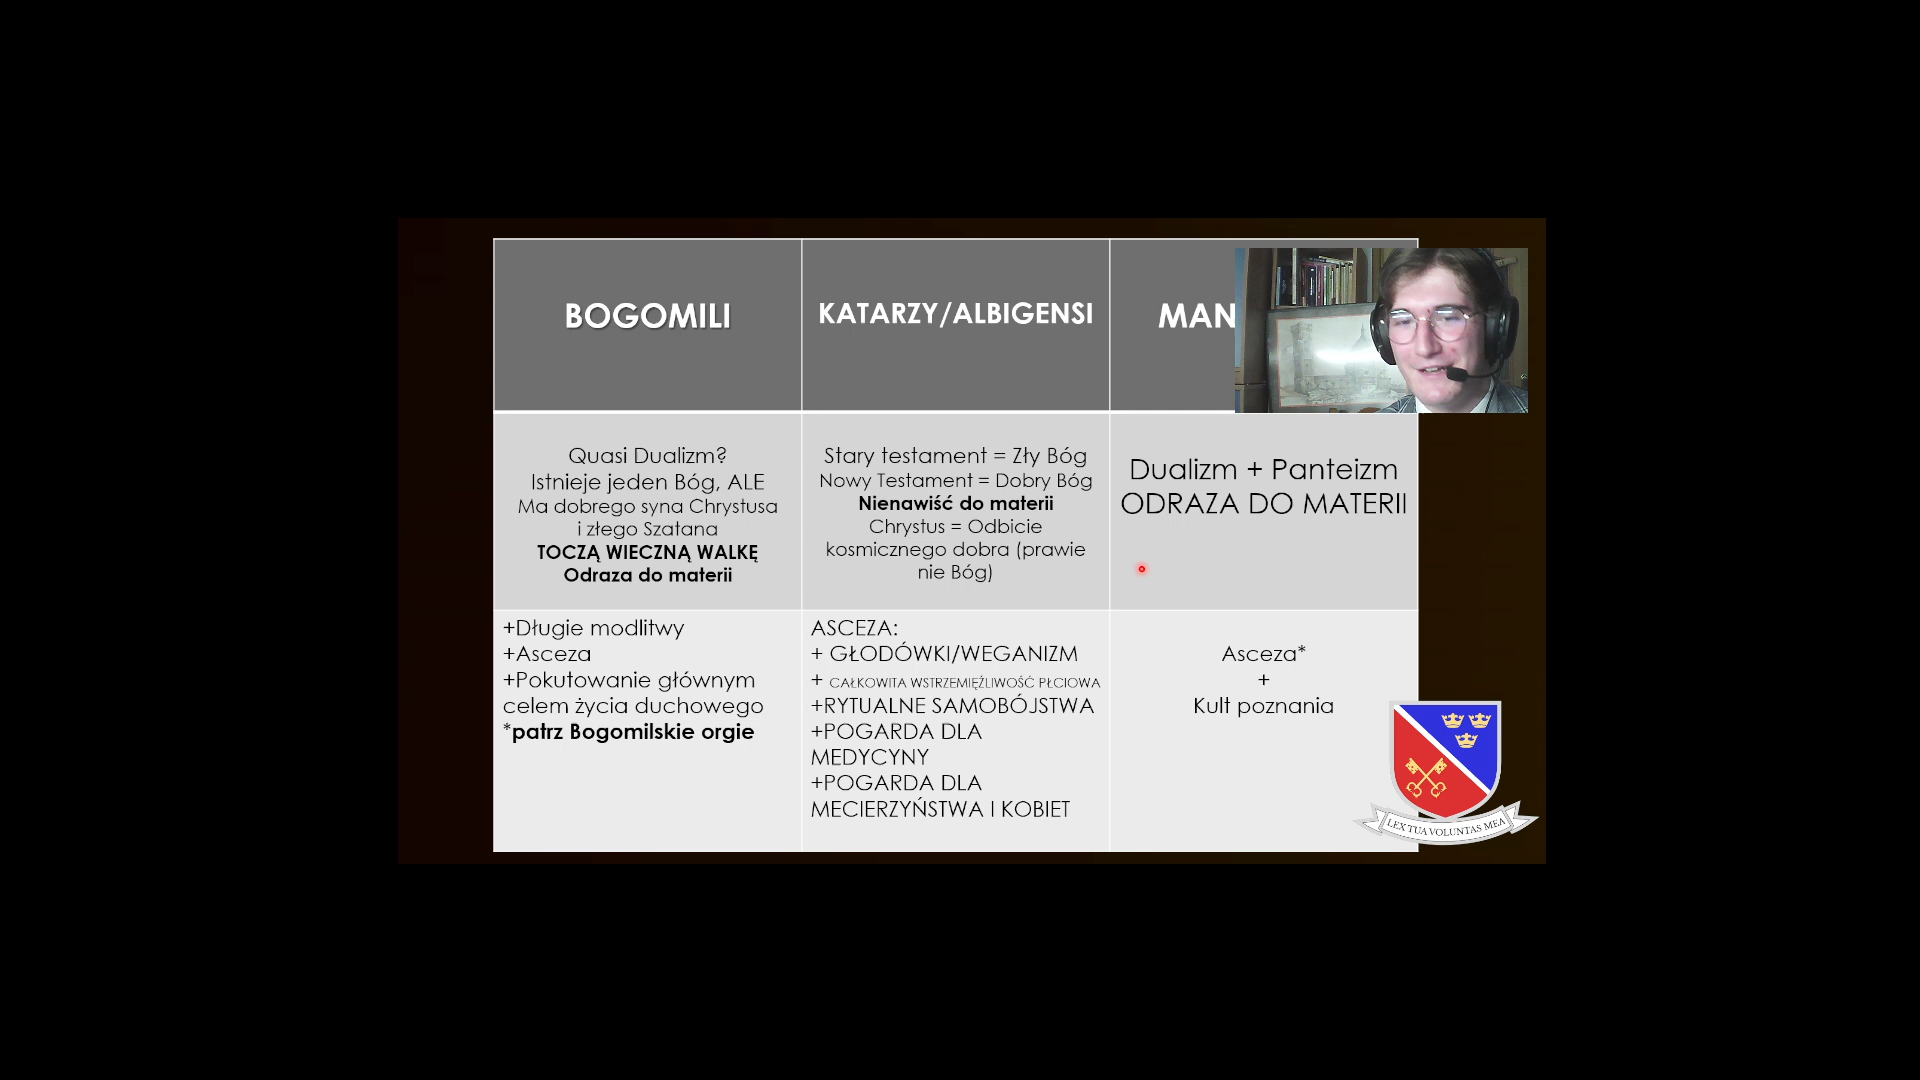 BOGOMILI
KATARZY/ALBIGENSI
MAN
Quasi Dualizm?
Istnieje jeden Bóg, ALE
Ma dobrego syna Chrystusa
i złego Szatana
TOCZĄ WIECZNĄ WALKĘ
Odraza do materii
Stary testament = Zły Bóg
Nowy Testament = Dobry Bóg
Nienawiść do materii
Chrystus = Odbicie
kosmicznego dobra (prawie
nie Bóg)
Dualizm + Panteizm
ODRAZA DO MATERII
+Długie modlitwy
+Asceza
+Pokutowanie głównym
celem życia duchowego
*patrz Bogomilskie orgie
ASCEZA:
+ GŁODÓWKI/WEGANIZM
+ CAŁKOWITA WSTRZEMIĘŹLIWOŚĆ PŁCIOWA
+RYTUALNE SAMOBÓJSTWA
+POGARDA DLA
MEDYCYNY
+POGARDA DLA
MECIERZYŃSTWA I KOBIET
Asceza*
+
Kult poznania
LEX TUA VOLUNTAS MEA